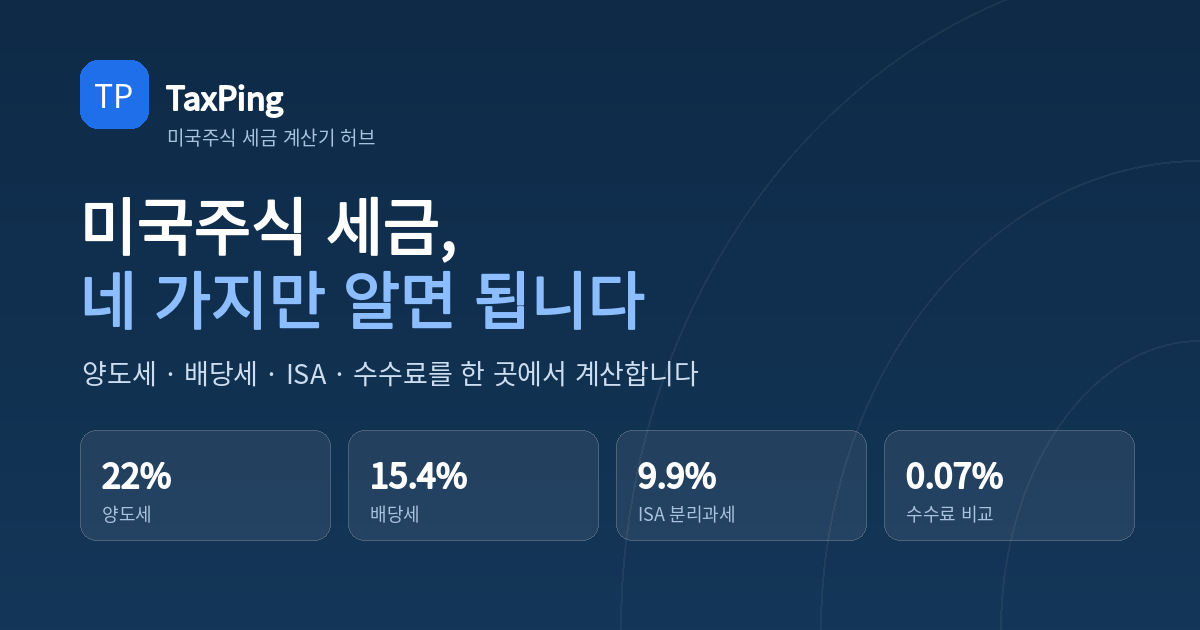 TP
TaxPing
미국주식 세금 계산기 허브
미국주식 세금,
네 가지만 알면 됩니다
양도세 · 배당세 · ISA · 수수료를 한 곳에서 계산합니다
22%
양도세
15.4%
배당세
9.9%
ISA 분리과세
0.07%
수수료 비교